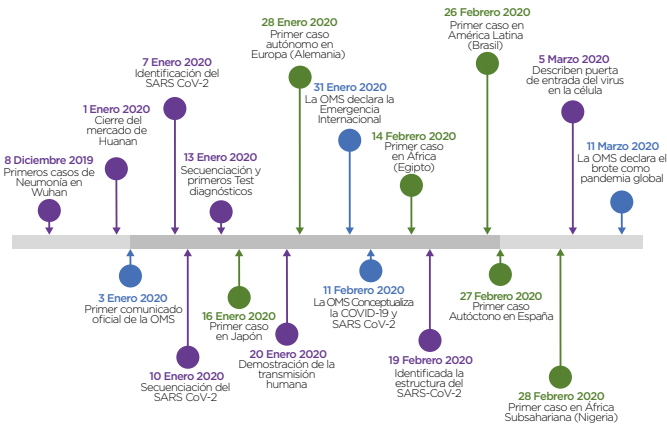 8 Diciembre 2019
Primeros casos de
Neumonía en
Wuhan
1 Enero 2020
Cierre del
mercado de
Huanan
7 Enero 2020
Identificación del
SARS CoV-2
13 Enero 2020
Secuenciación y
primeros Test
diagnósticos
28 Enero 2020
Primer caso
autónomo en
Europa (Alemania)
31 Enero 2020
La OMS declara la
Emergencia
Internacional
14 Febrero 2020
Primer caso
en África
(Egipto)
26 Febrero 2020
Primer caso en
América Latina
(Brasil)
5 Marzo 2020
Describen puerta
de entrada del virus
en la célula
11 Marzo 2020
La OMS declara el
brote como
pandemia global
3 Enero 2020
Primer comunicado
oficial de la OMS
10 Enero 2020
Secuenciación del
SARS CoV-2
16 Enero 2020
Primer caso
en Japón
20 Enero 2020
Demostración de la
transmisión
humana
11 Febrero 2020
La OMS Conceptualiza
la COVID-19 y
SARS CoV-2
19 Febrero 2020
Identificada la
estructura del
SARS-CoV-2
27 Febrero 2020
Primer caso
Autóctono en España
28 Febrero 2020
Primer caso en África
Subsahariana (Nigeria)